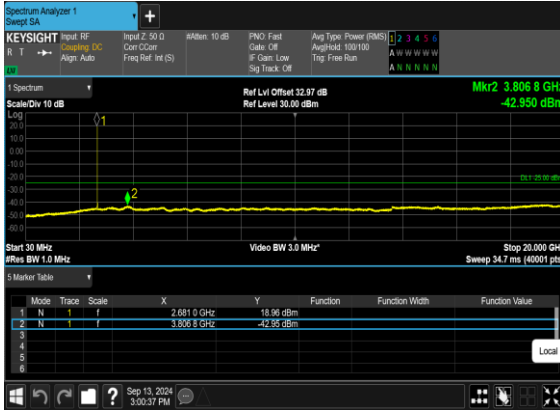 Spectrum Analyzer 1
Swept SA
+
KEYSIGHT Input: RF Input Z: 50 Ω #Atten: 10 dB PNO: Fast Avg Type: Power (RMS) 1 2 3 4 5 6
R T Coupling: DC Corr CCorr Gate: Off Avg|Hold: 100/100 A W W W W W
Align: Auto Freq Ref: Int (S) IF Gain: Low Trig: Free Run
Sig Track: Off A N N N N N
1 Spectrum Ref Lvl Offset 32.97 dB Mkr2 3.806 8 GHz
Scale/Div 10 dB Ref Level 30.00 dBm -42.950 dBm
Log
20.0
10.0
0.00
-10.0
-20.0
-30.0
-40.0
-50.0
-60.0
1
2
DL1 -25.00 dBm
Start 30 MHz Video BW 3.0 MHz* Stop 20.000 GH
#Res BW 1.0 MHz Sweep 34.7 ms (40001 pts
5 Marker Table
Mode Trace Scale X Y Function Function Width Function Value
1 N 1 f 2.681 0 GHz 18.96 dBm
2 N 1 f 3.806 8 GHz -42.95 dBm
3
4
5
6
Local
? Sep 13, 2024
3:00:37 PM